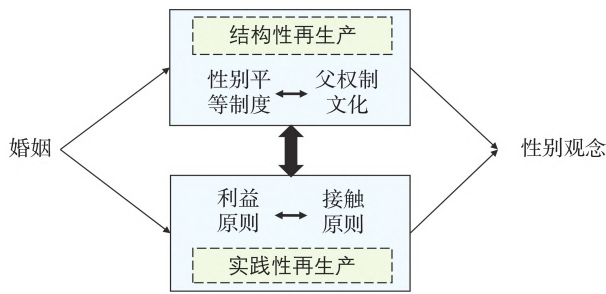 结构性再生产
性别平
等制度
父权制
文化
婚姻
性别观念
利益
原则
接触
原则
实践性再生产